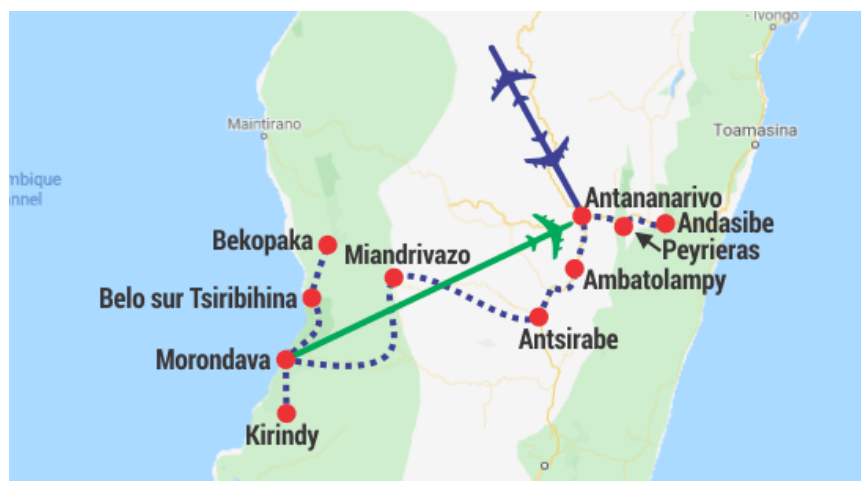 - Ivongo
Maintirano
Toamasina
mbique
nnel
Antananarivo
Andasibe
Peyrieras
Bekopaka
Miandrivazo
Ambatolampy
Belo sur Tsiribihina
Antsirabe
Morondava
Kirindy